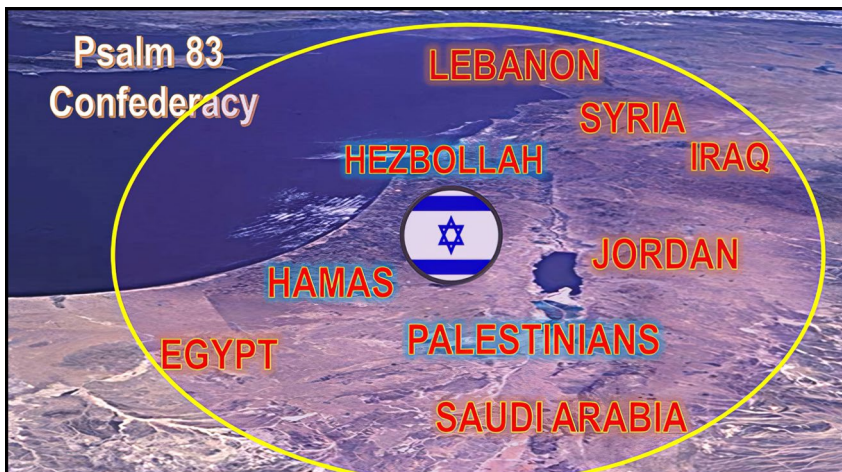 Psalm 83
Confederacy
LEBANON
SYRIA
IRAQ
HEZBOLLAH
JORDAN
HAMAS
PALESTINIANS
EGYPT
SAUDI ARABIA